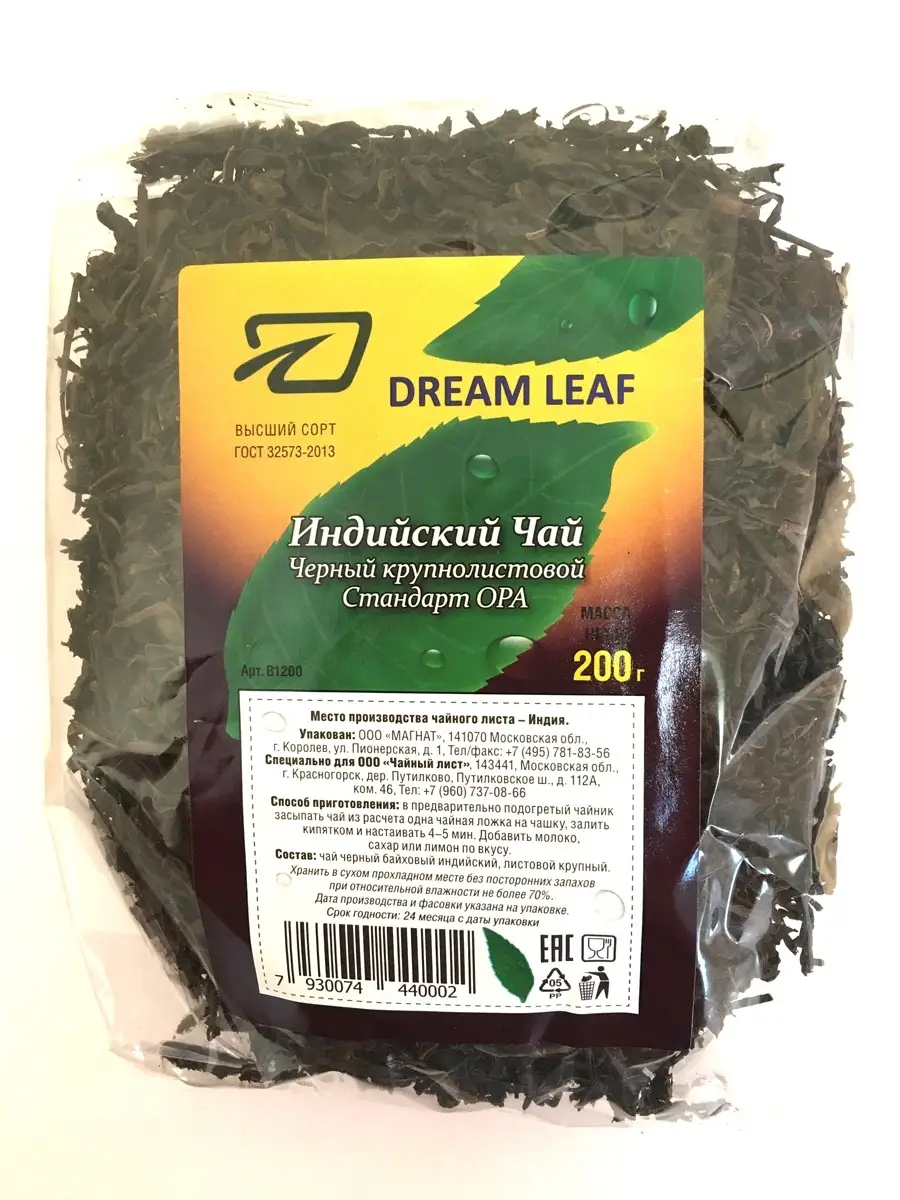 DREAM LEAF
ВЫСШИЙ СОРТ
ГОСТ 32573-2013
Индийский Чай
Черный крупнолистовой
Стандарт ОРА
МАССА
200 г
Арт. В1200
Место производства чайного листа – Индия.
Упакован: ООО «МАГНАТ», 141070 Московская обл.,
г. Королев, ул. Пионерская, д. 1, Тел/факс: +7 (495) 781-83-56
Специально для ООО «Чайный лист», 143441, Московская обл.,
г. Красногорск, дер. Путилково, Путилковское ш., д. 112А,
ком. 46, Тел: +7 (960) 737-08-66
Способ приготовления: в предварительно подогретый чайник
засыпать чай из расчета одна чайная ложка на чашку, залить
кипятком и настаивать 4–5 мин. Добавить молоко,
сахар или лимон по вкусу.
Состав: чай черный байховый индийский, листовой крупный.
Хранить в сухом прохладном месте без посторонних запахов
при относительной влажности не более 70%.
Дата производства и фасовки указана на упаковке.
Срок годности: 24 месяца с даты упаковки
7 930074 440002
EAC
05
PP